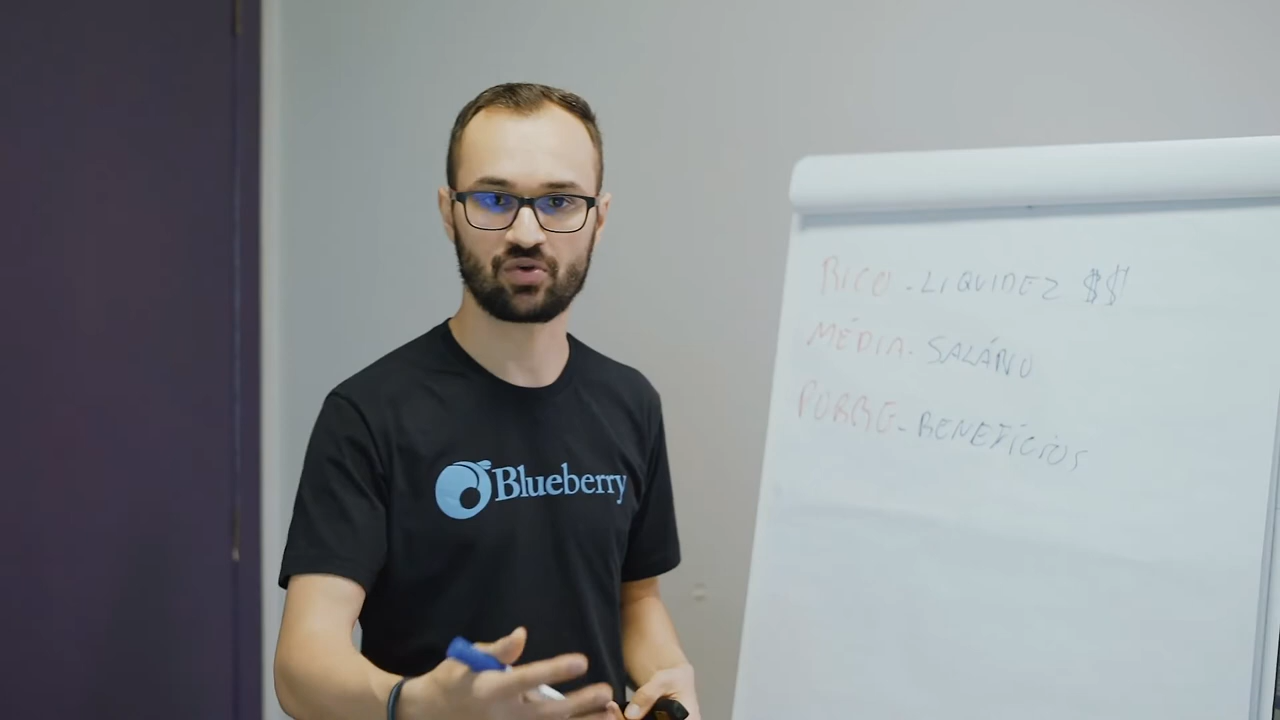 Blueberry
RICO - LIQUIDEZ $$
MÉDIA - SALÁRIO
POBRE - BENEFÍCIOS